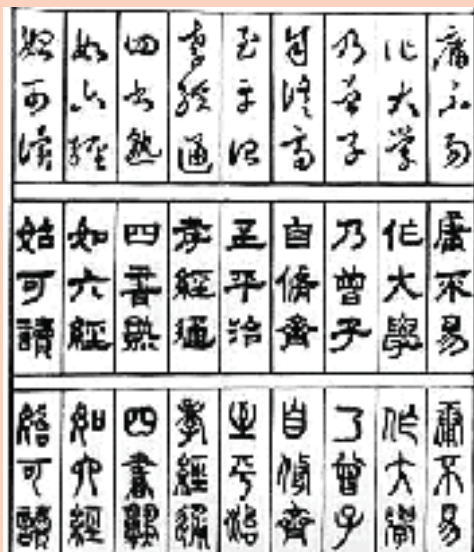 庸不易
作大學
乃曾子
自脩齊
至平治
孝經通
四書熟
如六經
始可讀
庸不易
作大學
乃曾子
自脩齊
至平治
孝經通
四書熟
如六經
始可讀
庸不易
作大學
乃曾子
自脩齊
至平治
孝經通
四書熟
如六經
始可讀